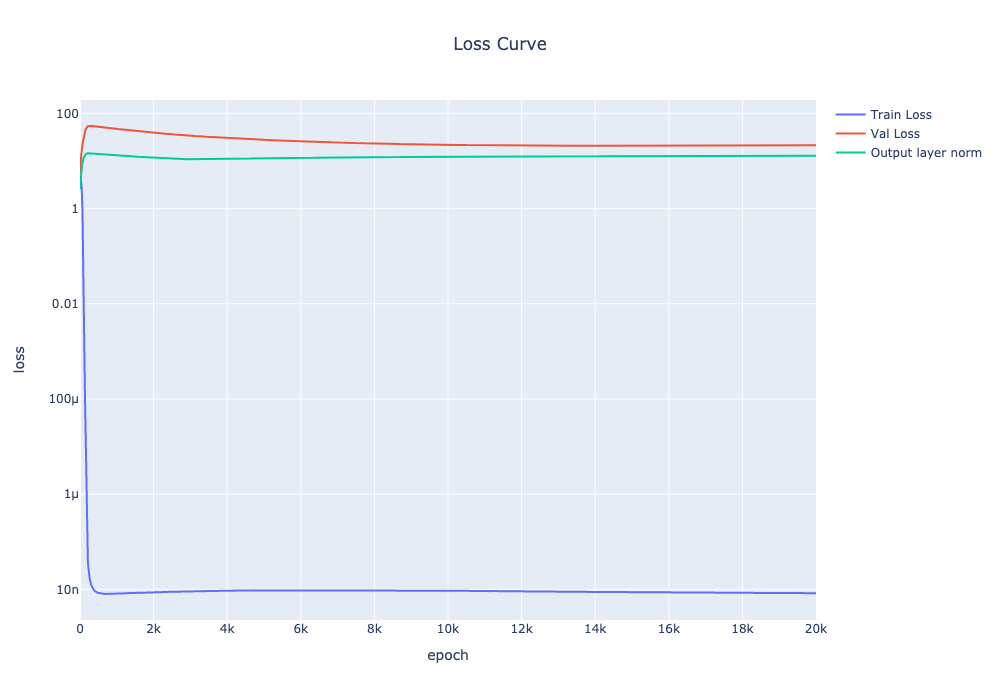 Loss Curve
Train Loss
Val Loss
Output layer norm
100
1
0.01
100μ
1μ
10n
loss
0
2k
4k
6k
8k
10k
12k
14k
16k
18k
20k
epoch